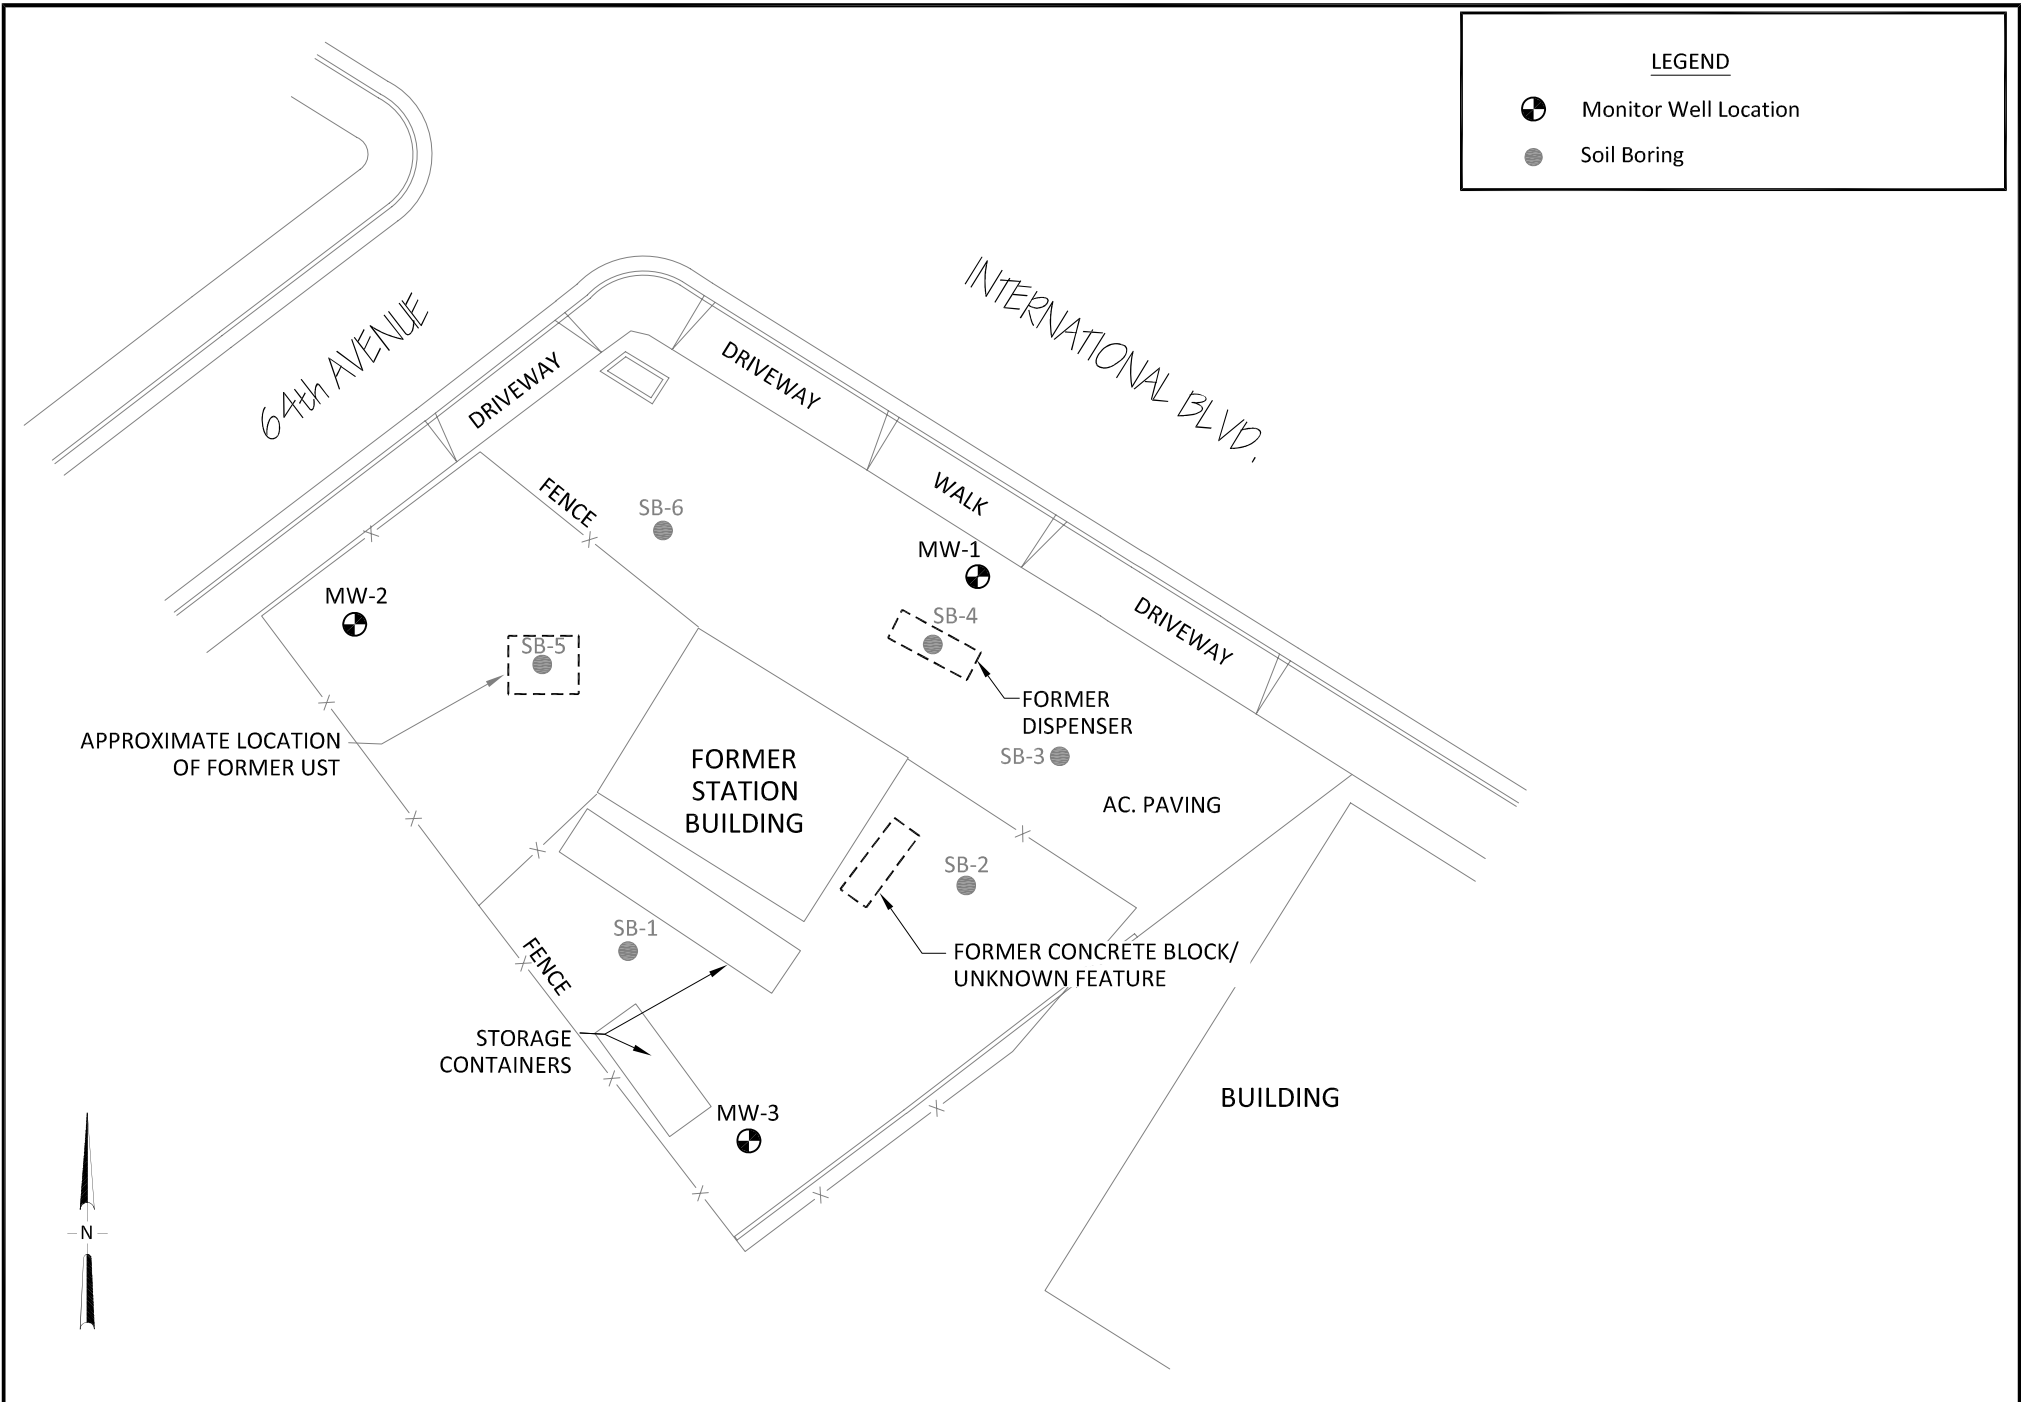 LEGEND
Monitor Well Location
Soil Boring
INTERNATIONAL BLVD.
64th AVENUE
DRIVEWAY
DRIVEWAY
WALK
FENCE
SB-6
MW-1
MW-2
SB-4
DRIVEWAY
SB-5
FORMER
DISPENSER
APPROXIMATE LOCATION
OF FORMER UST
FORMER
STATION
BUILDING
SB-3
AC. PAVING
SB-2
SB-1
FENCE
FORMER CONCRETE BLOCK/
UNKNOWN FEATURE
STORAGE
CONTAINERS
BUILDING
MW-3
N